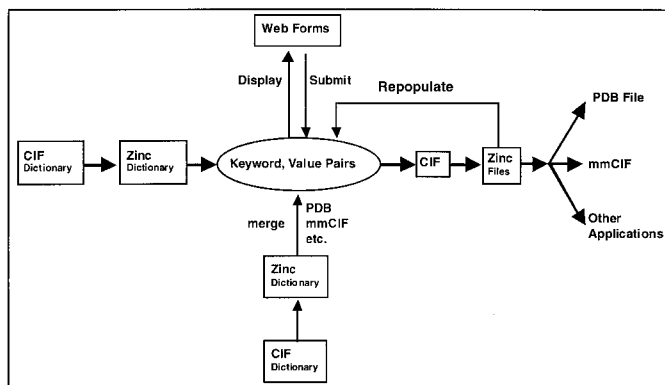 Web Forms
Display
Submit
Repopulate
PDB File
CIF
Dictionary
Zinc
Dictionary
Keyword, Value Pairs
CIF
Zinc
Files
mmCIF
merge
PDB
mmCIF
etc.
Other
Applications
Zinc
Dictionary
CIF
Dictionary